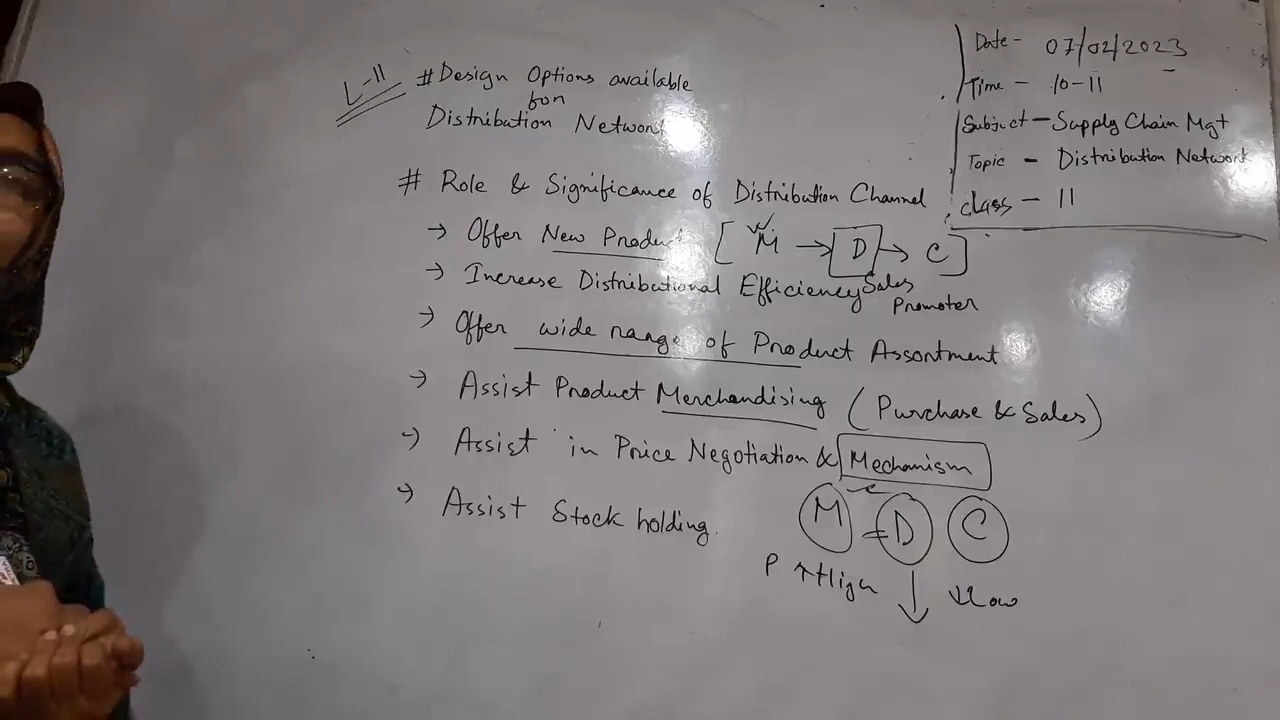 L-11
# Design Options available
for
Distribution Network
Date - 07/02/2023
Time - 10-11
Subject - Supply Chain Mgt
Topic - Distribution Network
Class - 11
# Role & Significance of Distribution Channel
→ Offer New Product [ M → D → C ]
→ Increase Distributional Efficiency Sales
Promoter
→ Offer wide range of Product Assortment
→ Assist Product Merchandising (Purchase & Sales)
→ Assist in Price Negotiation & Mechanism
→ Assist Stock holding.
M = D C
P ↑High ↓ ↓Low